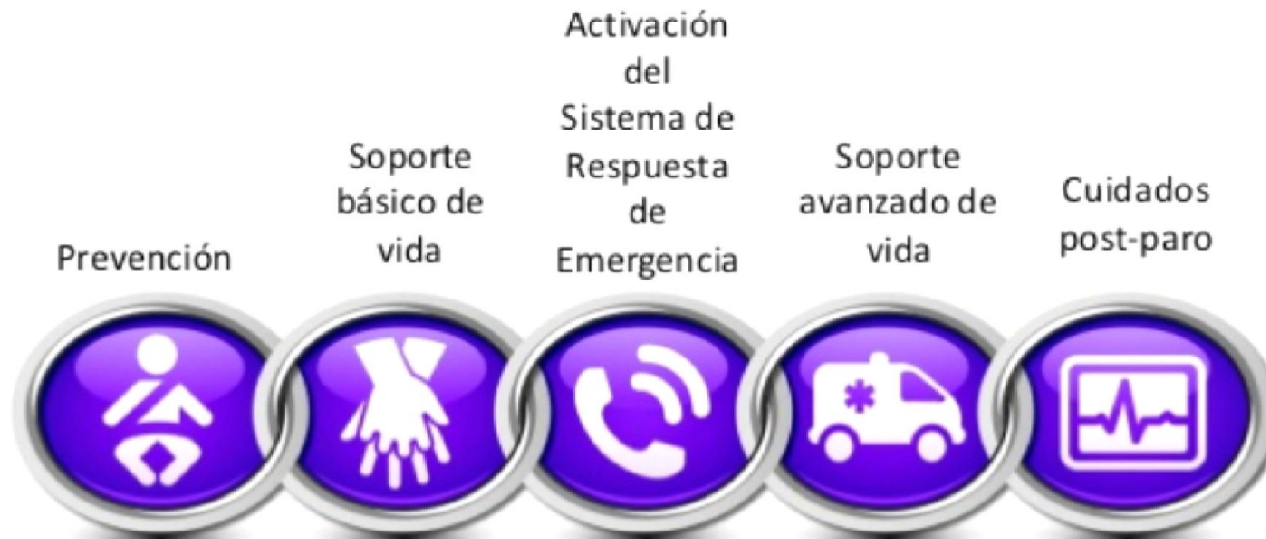 Prevención
Soporte
básico de
vida
Activación
del
Sistema de
Respuesta
de
Emergencia
Soporte
avanzado de
vida
Cuidados
post-paro